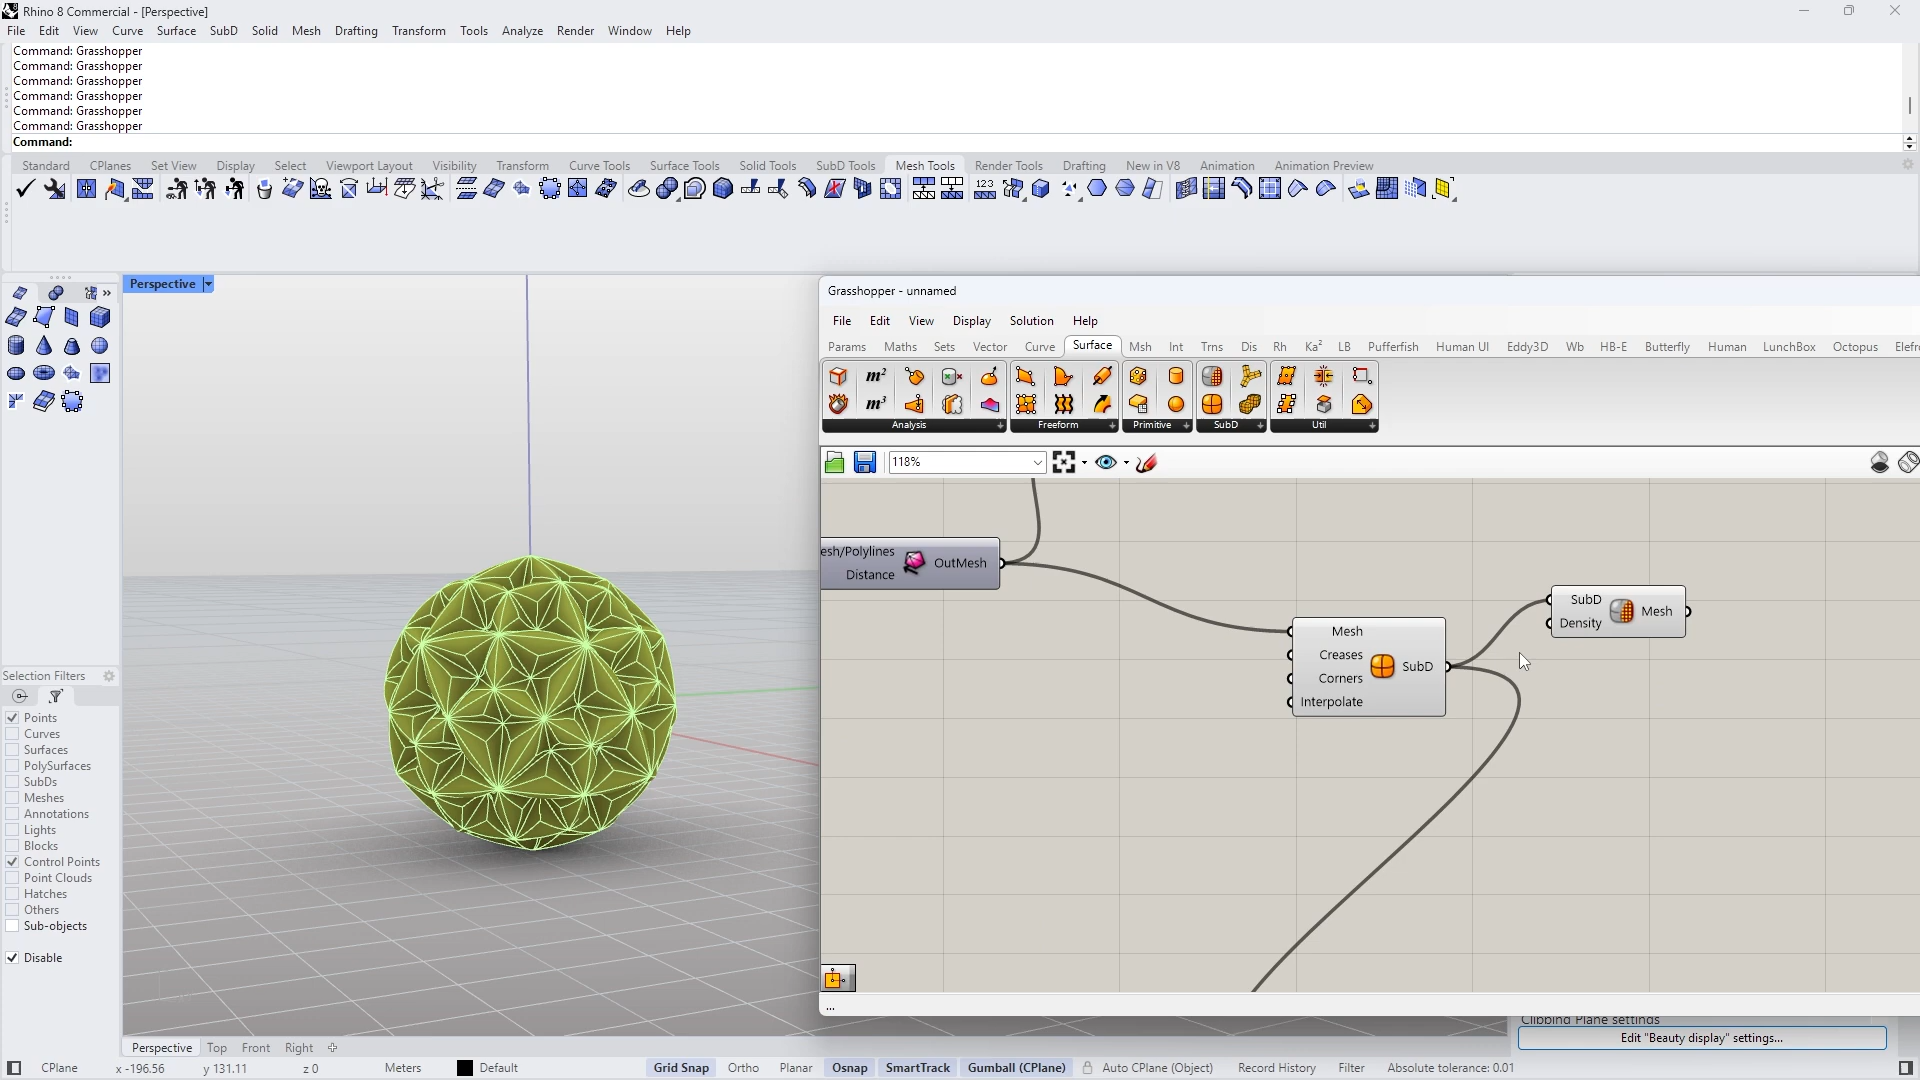 Rhino 8 Commercial - [Perspective]
File Edit View Curve Surface SubD Solid Mesh Drafting Transform Tools Analyze Render Window Help
Command: Grasshopper
Command: Grasshopper
Command: Grasshopper
Command: Grasshopper
Command: Grasshopper
Command: Grasshopper
Command:
Standard CPlanes Set View Display Select Viewport Layout Visibility Transform Curve Tools Surface Tools Solid Tools SubD Tools Mesh Tools Render Tools Drafting New in V8 Animation Animation Preview
123
Perspective
Grasshopper - unnamed
File Edit View Display Solution Help
Params Maths Sets Vector Curve Surface Msh Int Trns Dis Rh Ka² LB Pufferfish Human UI Eddy3D Wb HB-E Butterfly Human LunchBox Octopus Elefr
m²
m³
Analysis Freeform Primitive SubD Util
118%
esh/Polylines
Distance
OutMesh
Mesh
Creases
Corners
Interpolate
SubD
SubD
Density
Mesh
...
Selection Filters
Points
Curves
Surfaces
PolySurfaces
SubDs
Meshes
Annotations
Lights
Blocks
Control Points
Point Clouds
Hatches
Others
Sub-objects
Disable
Clipping Plane settings
Edit "Beauty display" settings...
Perspective Top Front Right
CPlane x -196.56 y 131.11 z 0 Meters Default Grid Snap Ortho Planar Osnap SmartTrack Gumball (CPlane) Auto CPlane (Object) Record History Filter Absolute tolerance: 0.01